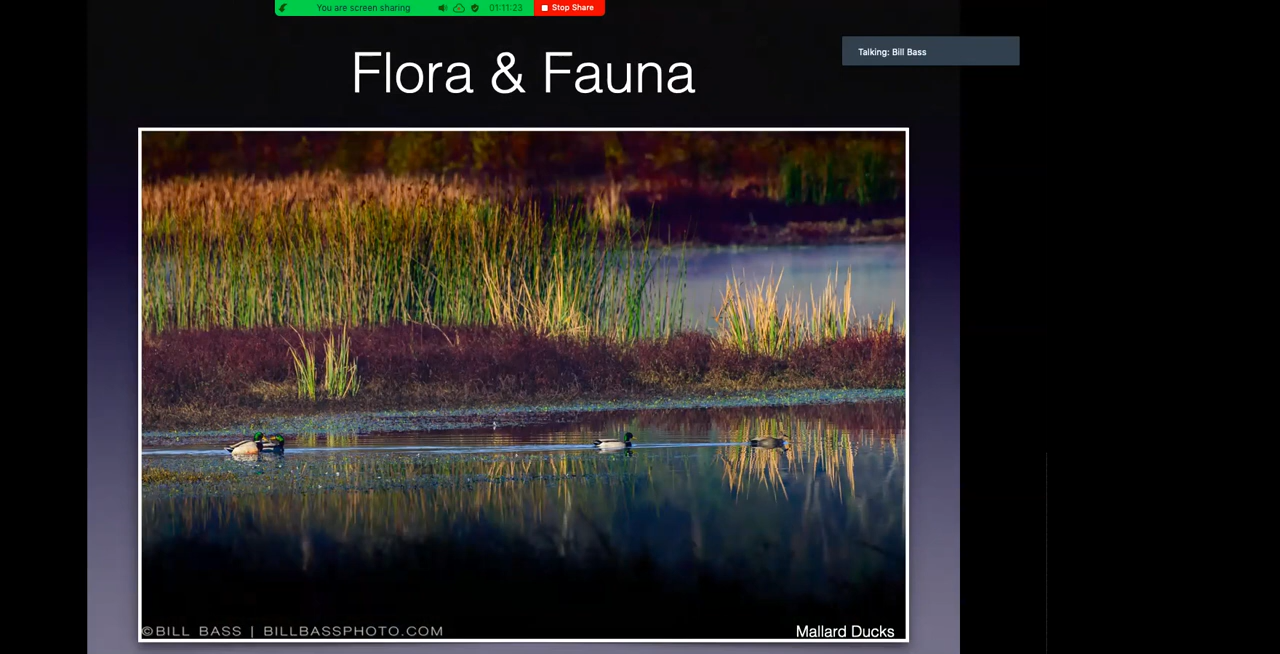 You are screen sharing 01:11:23 Stop Share
Talking: Bill Bass
Flora & Fauna
©BILL BASS | BILLBASSPHOTO.COM
Mallard Ducks